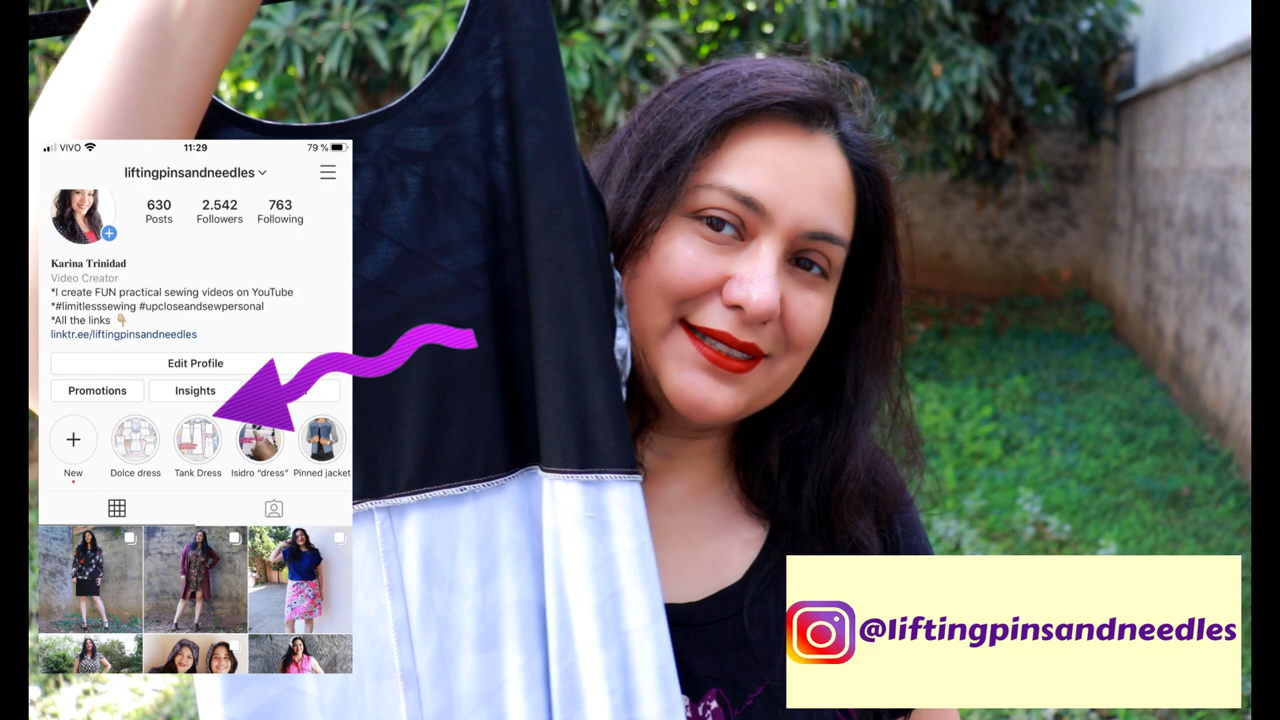 VIVO 11:29 79 %
liftingpinsandneedles
630 2.542 763
Posts Followers Following
Karina Trinidad
Video Creator
*I create FUN practical sewing videos on YouTube
*#limitlesssewing #upcloseandsewpersonal
*All the links 👇🏼
linktr.ee/liftingpinsandneedles
Edit Profile
Promotions Insights
New Dolce dress Tank Dress Isidro “dress” Pinned jacket
@liftingpinsandneedles